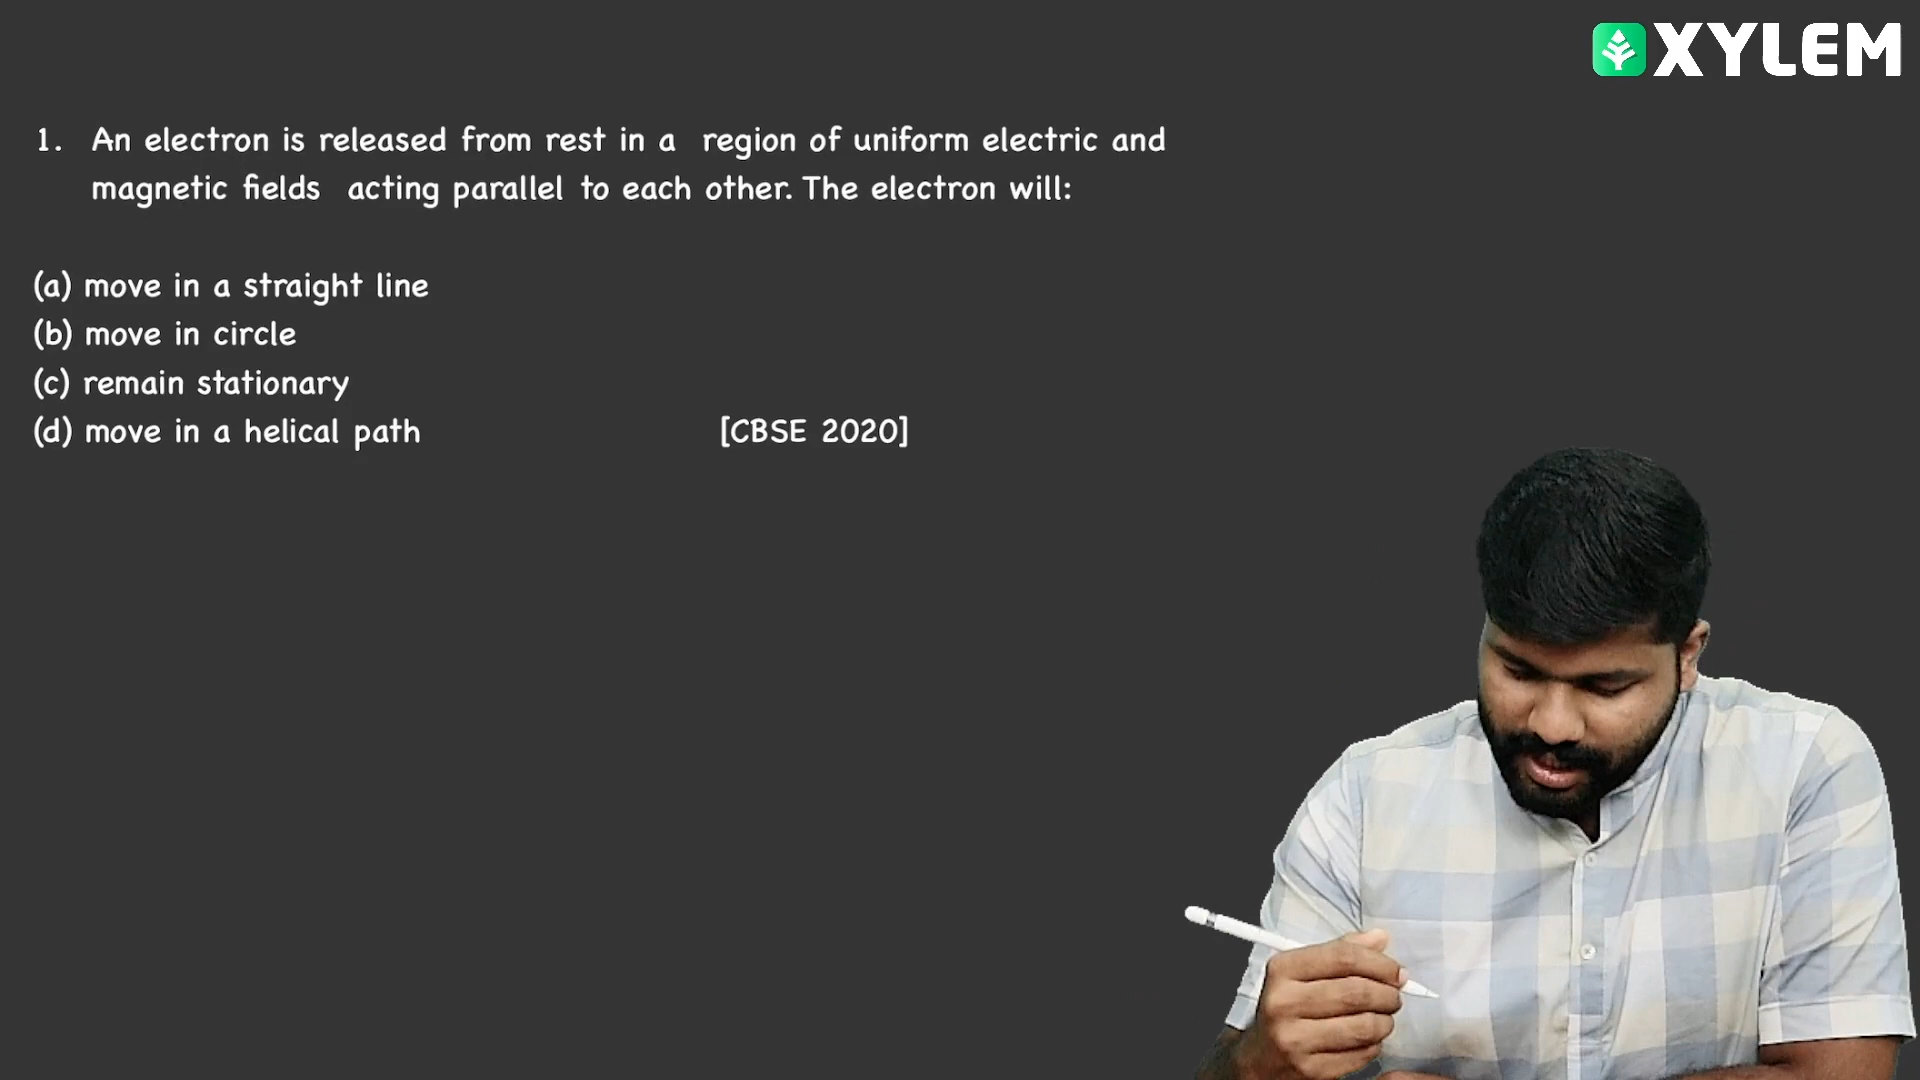 XYLEM
1. An electron is released from rest in a region of uniform electric and
magnetic fields acting parallel to each other. The electron will:
(a) move in a straight line
(b) move in circle
(c) remain stationary
(d) move in a helical path [CBSE 2020]